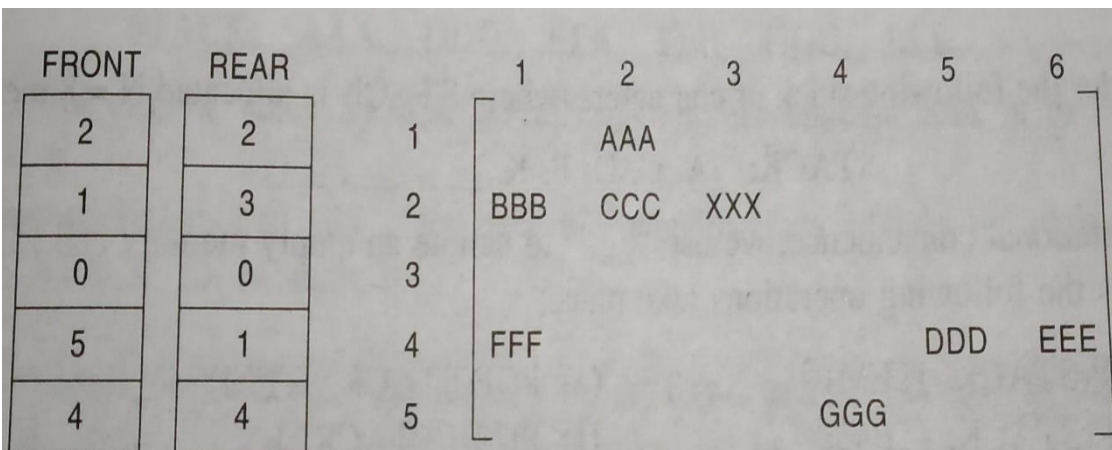 FRONT REAR 1 2 3 4 5 6
2 2 1 AAA
1 3 2 BBB CCC XXX
0 0 3
5 1 4 FFF DDD EEE
4 4 5 GGG